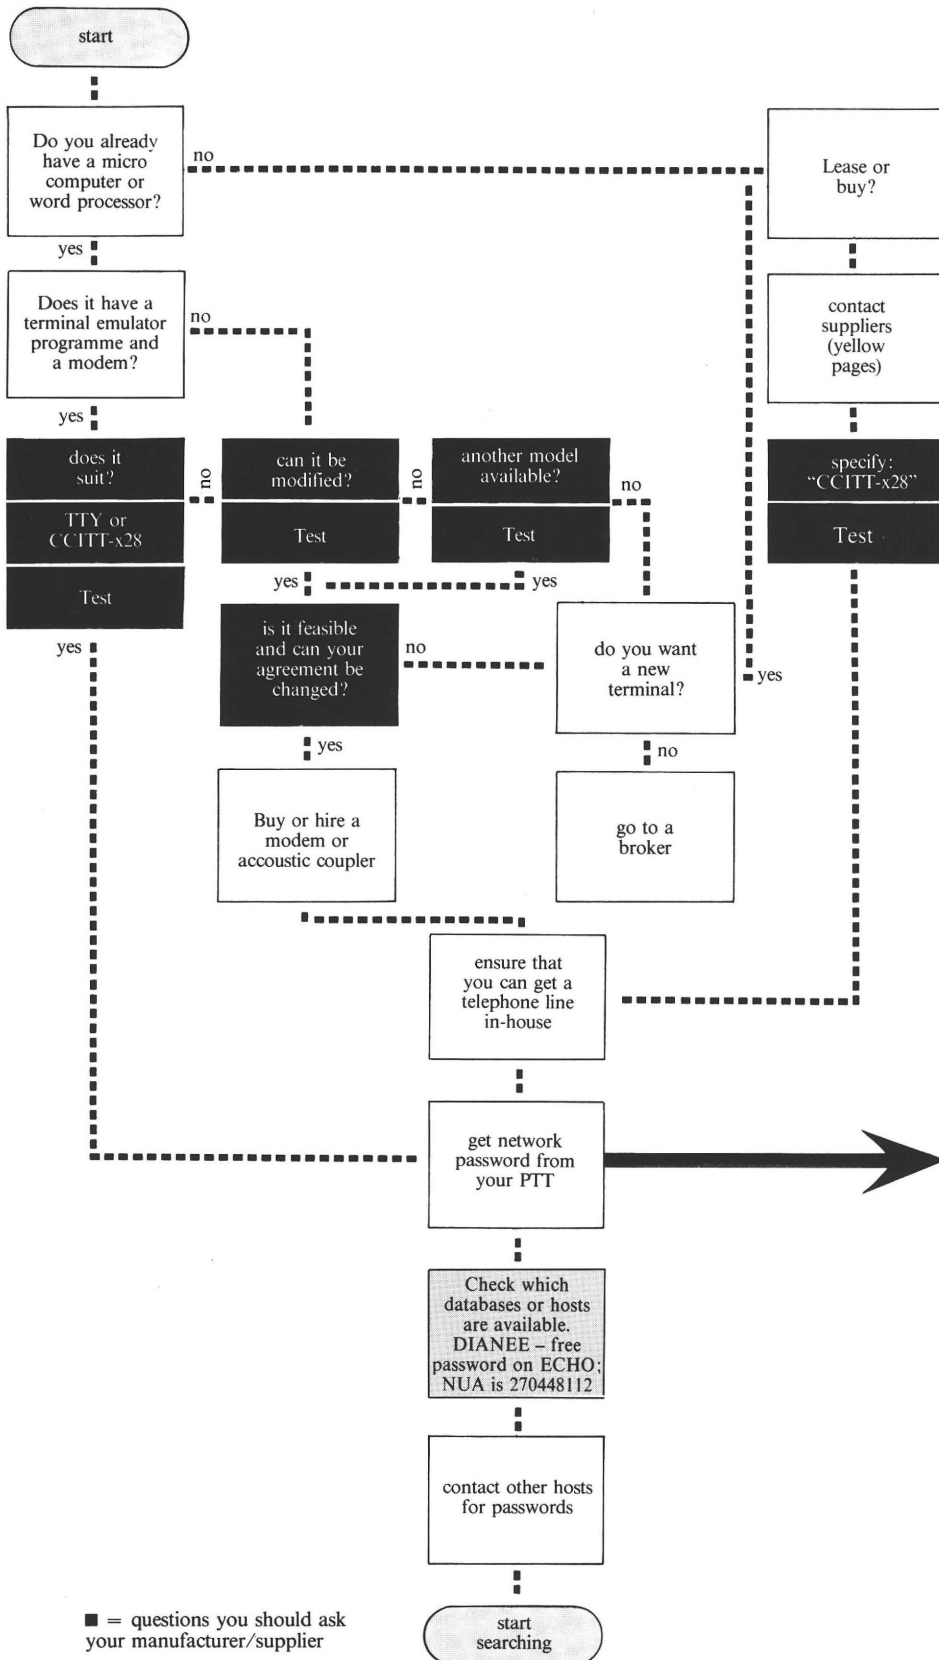 start
Do you already
have a micro
computer or
word processor?
no
Lease or
buy?
yes
Does it have a
terminal emulator
programme and
a modem?
no
contact
suppliers
(yellow
pages)
yes
does it
suit?
TTY or
CCITT-x28
Test
no
can it be
modified?
Test
no
another model
available?
Test
no
specify:
“CCITT-x28”
Test
yes
yes
yes
is it feasible
and can your
agreement be
changed?
no
do you want
a new
terminal?
yes
yes
no
Buy or hire a
modem or
accoustic coupler
go to a
broker
ensure that
you can get a
telephone line
in-house
get network
password from
your PTT
Check which
databases or hosts
are available.
DIANEE – free
password on ECHO;
NUA is 270448112
contact other hosts
for passwords
■ = questions you should ask
your manufacturer/supplier
start
searching